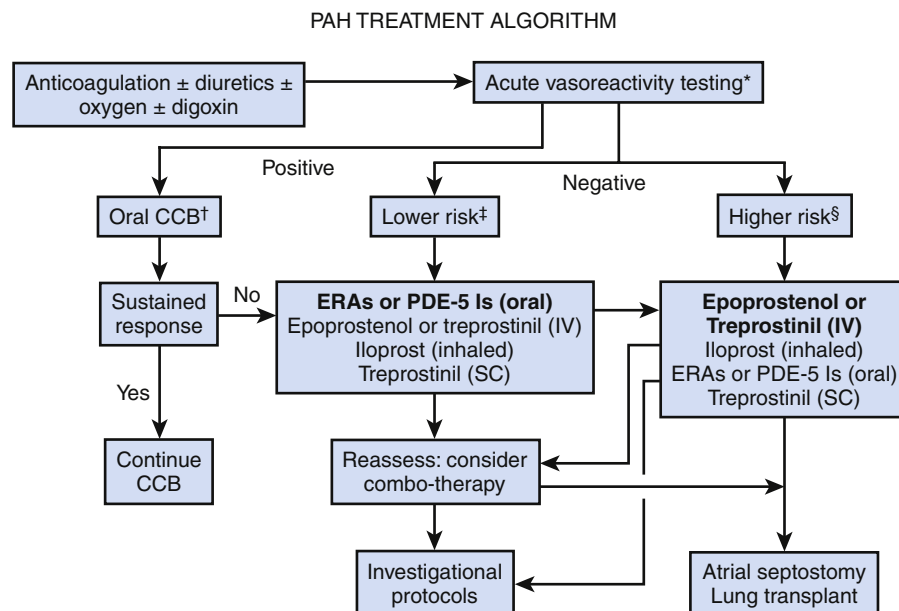 PAH TREATMENT ALGORITHM
Anticoagulation ± diuretics ±
oxygen ± digoxin
Acute vasoreactivity testing*
Positive
Negative
Oral CCB†
Lower risk‡
Higher risk§
Sustained
response
No
Yes
ERAs or PDE-5 Is (oral)
Epoprostenol or treprostinil (IV)
Iloprost (inhaled)
Treprostinil (SC)
Epoprostenol or
Treprostinil (IV)
Iloprost (inhaled)
ERAs or PDE-5 Is (oral)
Treprostinil (SC)
Continue
CCB
Reassess: consider
combo-therapy
Investigational
protocols
Atrial septostomy
Lung transplant